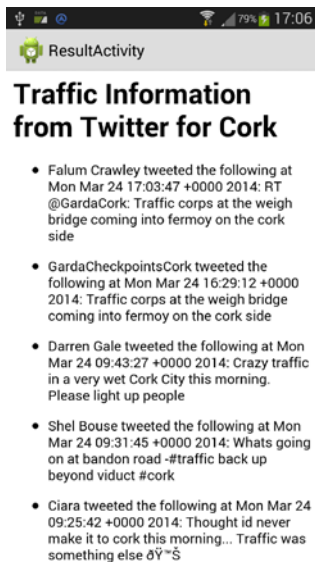 79% 17:06
ResultActivity
Traffic Information
from Twitter for Cork
• Falum Crawley tweeted the following at
Mon Mar 24 17:03:47 +0000 2014: RT
@GardaCork: Traffic corps at the weigh
bridge coming into fermoy on the cork
side
• GardaCheckpointsCork tweeted the
following at Mon Mar 24 16:29:12 +0000
2014: Traffic corps at the weigh bridge
coming into fermoy on the cork side
• Darren Gale tweeted the following at Mon
Mar 24 09:43:27 +0000 2014: Crazy traffic
in a very wet Cork City this morning.
Please light up people
• Shel Bouse tweeted the following at Mon
Mar 24 09:31:45 +0000 2014: Whats going
on at bandon road -#traffic back up
beyond viduct #cork
• Ciara tweeted the following at Mon Mar 24
09:25:42 +0000 2014: Thought id never
make it to cork this morning... Traffic was
something else ðŸ™Š